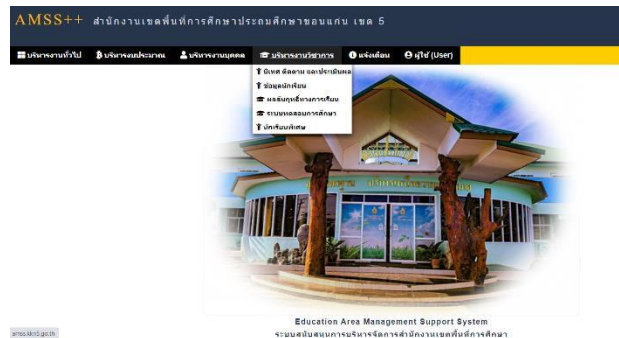 AMSS++ สำนักงานเขตพื้นที่การศึกษาประถมศึกษาขอนแก่น เขต 5
บริหารงานทั่วไป บริหารงบประมาณ บริหารงานบุคคล บริหารงานวิชาการ แจ้งเตือน ผู้ใช้ (User)
นิเทศ ติดตาม และประเมินผล
ข้อมูลนักเรียน
ผลสัมฤทธิ์ทางการเรียน
ระบบทดสอบการศึกษา
นักเรียนพิเศษ
Education Area Management Support System
ระบบสนับสนุนการบริหารจัดการสำนักงานเขตพื้นที่การศึกษา
amss.kkn5.go.th